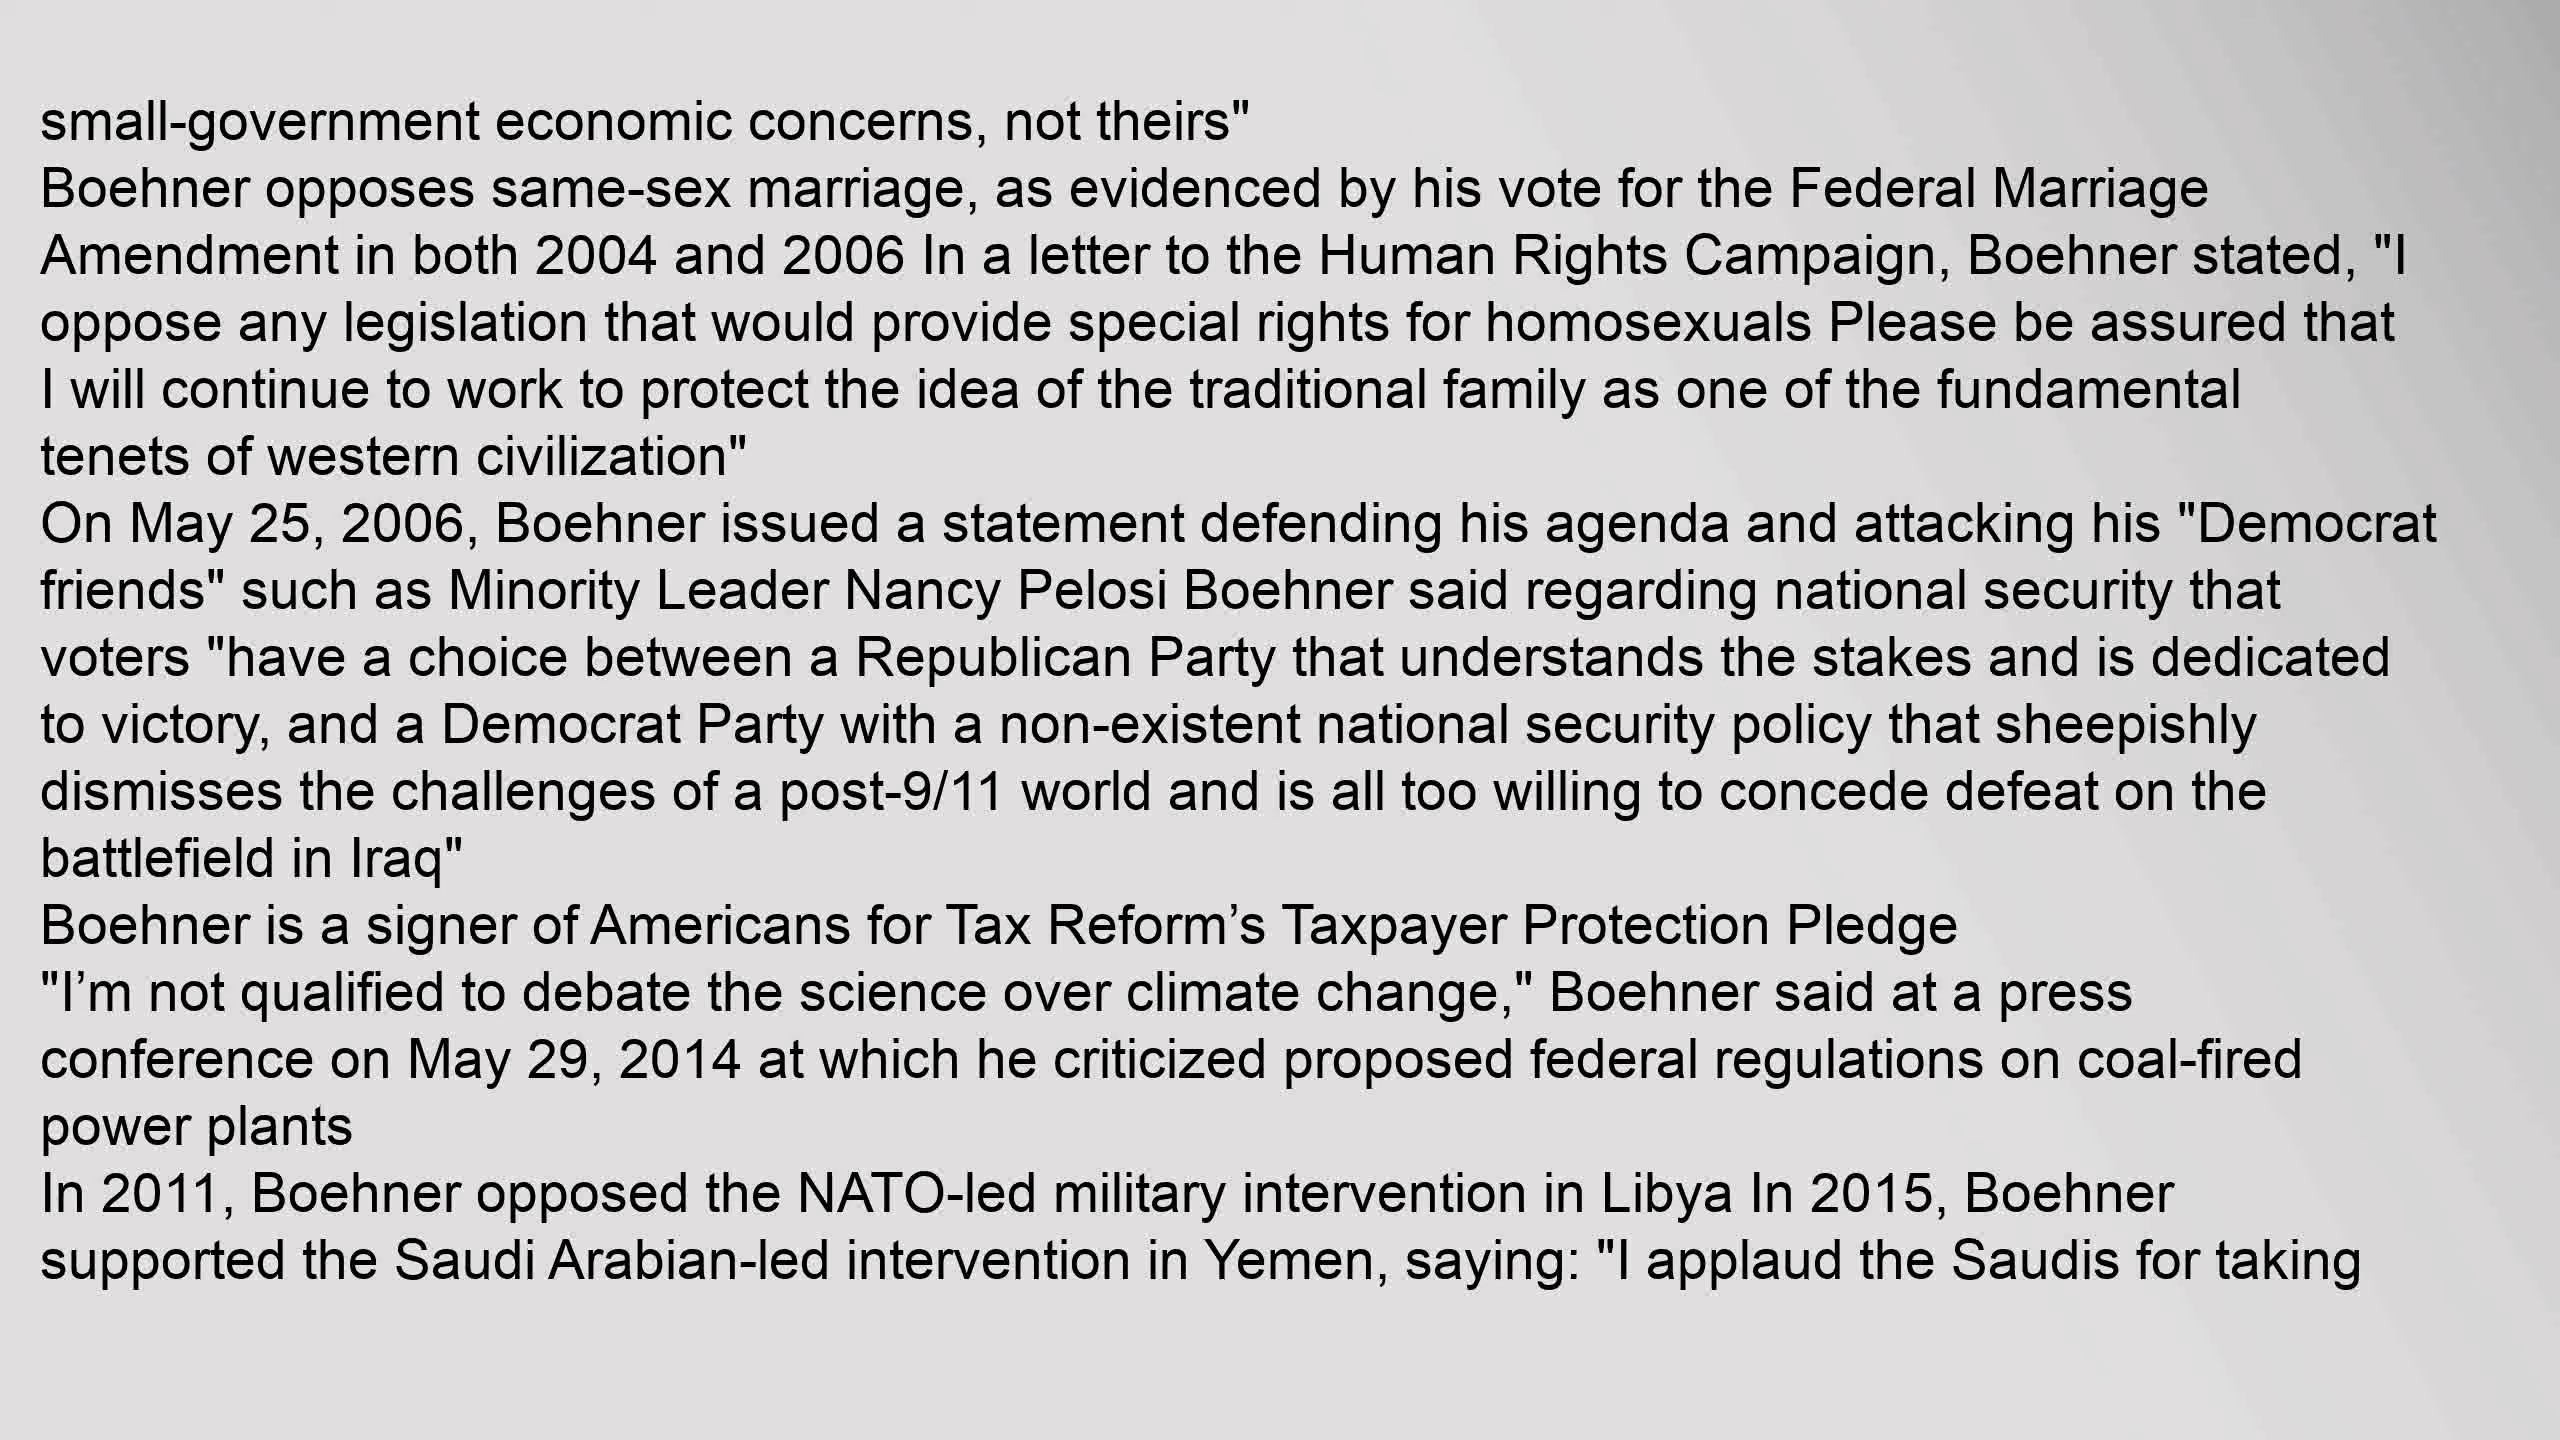 small-government economic concerns, not theirs"
Boehner opposes same-sex marriage, as evidenced by his vote for the Federal Marriage
Amendment in both 2004 and 2006 In a letter to the Human Rights Campaign, Boehner stated, "I
oppose any legislation that would provide special rights for homosexuals Please be assured that
I will continue to work to protect the idea of the traditional family as one of the fundamental
tenets of western civilization"
On May 25, 2006, Boehner issued a statement defending his agenda and attacking his "Democrat
friends" such as Minority Leader Nancy Pelosi Boehner said regarding national security that
voters "have a choice between a Republican Party that understands the stakes and is dedicated
to victory, and a Democrat Party with a non-existent national security policy that sheepishly
dismisses the challenges of a post-9/11 world and is all too willing to concede defeat on the
battlefield in Iraq"
Boehner is a signer of Americans for Tax Reform’s Taxpayer Protection Pledge
"I’m not qualified to debate the science over climate change," Boehner said at a press
conference on May 29, 2014 at which he criticized proposed federal regulations on coal-fired
power plants
In 2011, Boehner opposed the NATO-led military intervention in Libya In 2015, Boehner
supported the Saudi Arabian-led intervention in Yemen, saying: "I applaud the Saudis for taking